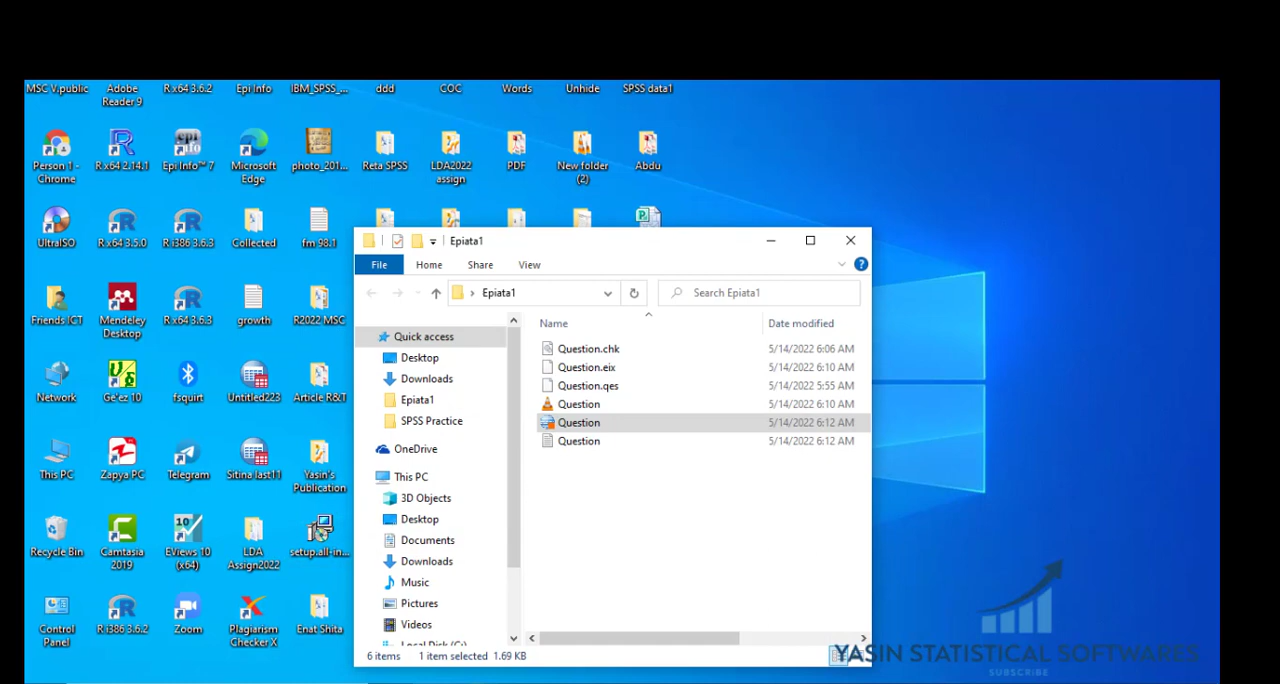 MSC V.public Adobe Reader 9 R x64 3.6.2 Epi Info IBM_SPSS_... ddd COC Words Unhide SPSS data1
Person 1 - Chrome R x64 2.14.1 Epi Info™ 7 Microsoft Edge photo_201... Reta SPSS LDA2022 assign PDF New folder (2) Abdu
UltraISO R x64 3.5.0 R i386 3.6.3 Collected fm 98.1
Friends ICT Mendeley Desktop R x64 3.6.3 growth R2022 MSC
Network Ge'ez 10 fsquirt Untitled223 Article R&T
This PC Zapya PC Telegram Sitina last11 Yasin's Publication
Recycle Bin Camtasia 2019 EViews 10 (x64) LDA Assign2022 setup.all-in...
Control Panel R i386 3.6.2 Zoom Plagiarism Checker X Enat Shita
Epiata1
File Home Share View
Epiata1
Search Epiata1
Name Date modified
Question.chk 5/14/2022 6:06 AM
Question.eix 5/14/2022 6:10 AM
Question.qes 5/14/2022 5:55 AM
Question 5/14/2022 6:10 AM
Question 5/14/2022 6:12 AM
Question 5/14/2022 6:12 AM
Quick access
Desktop
Downloads
Epiata1
SPSS Practice
OneDrive
This PC
3D Objects
Desktop
Documents
Downloads
Music
Pictures
Videos
Local Disk (C:)
6 items 1 item selected 1.69 KB
YASIN STATISTICAL SOFTWARES
SUBSCRIBE